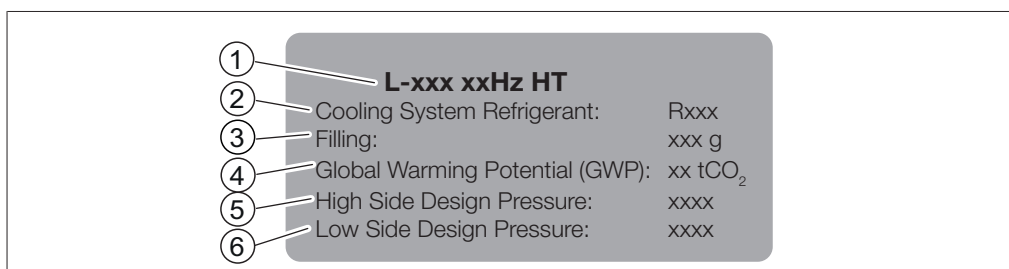 1
L-xxx xxHz HT
2
Cooling System Refrigerant: Rxxx
3
Filling: xxx g
4
Global Warming Potential (GWP): xx tCO₂
5
High Side Design Pressure: xxxx
6
Low Side Design Pressure: xxxx